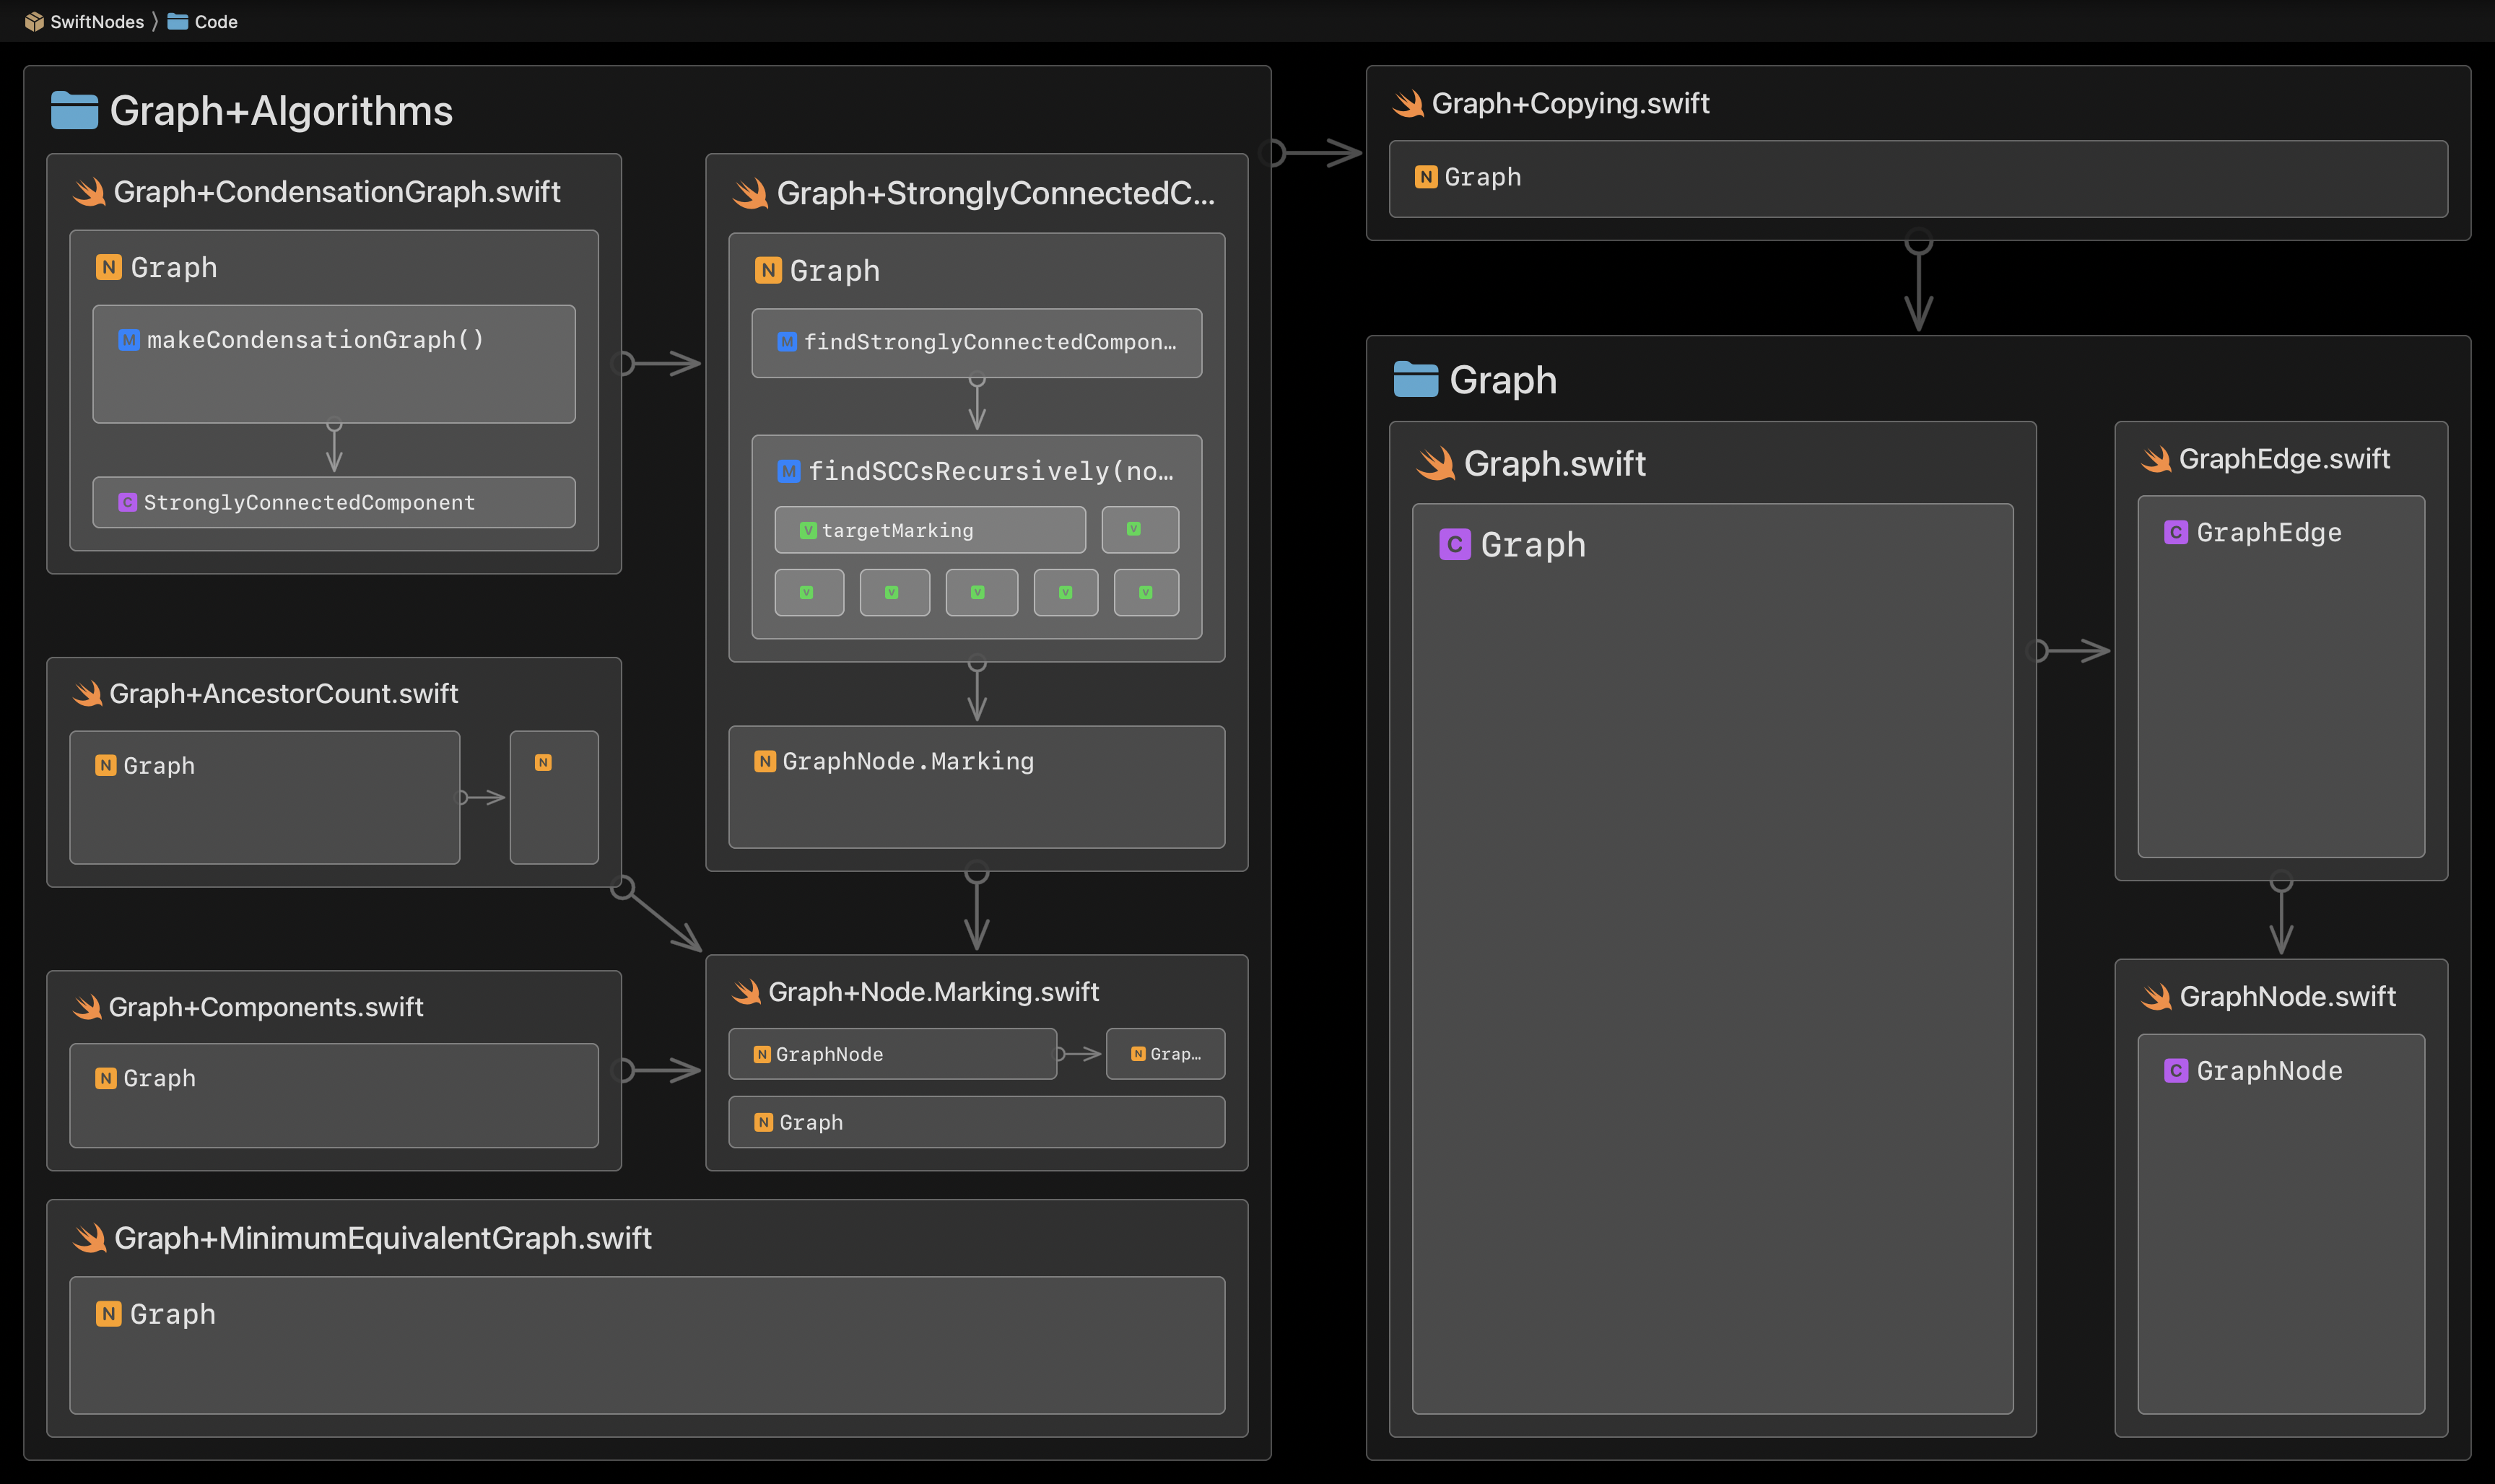 SwiftNodes 〉 Code
Graph+Algorithms
Graph+CondensationGraph.swift
N Graph
M makeCondensationGraph()
C StronglyConnectedComponent
Graph+StronglyConnectedC...
N Graph
M findStronglyConnectedCompon…
M findSCCsRecursively(no…
V targetMarking
V
V
V
V
V
V
N GraphNode.Marking
Graph+AncestorCount.swift
N Graph
N
Graph+Components.swift
N Graph
Graph+Node.Marking.swift
N GraphNode
N Grap…
N Graph
Graph+MinimumEquivalentGraph.swift
N Graph
Graph+Copying.swift
N Graph
Graph
Graph.swift
C Graph
GraphEdge.swift
C GraphEdge
GraphNode.swift
C GraphNode